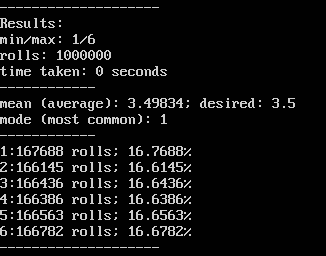 --------------------
Results:
min/max: 1/6
rolls: 1000000
time taken: 0 seconds
------------
mean (average): 3.49834; desired: 3.5
mode (most common): 1
------------
1:167688 rolls; 16.7688%
2:166145 rolls; 16.6145%
3:166436 rolls; 16.6436%
4:166386 rolls; 16.6386%
5:166563 rolls; 16.6563%
6:166782 rolls; 16.6782%
--------------------